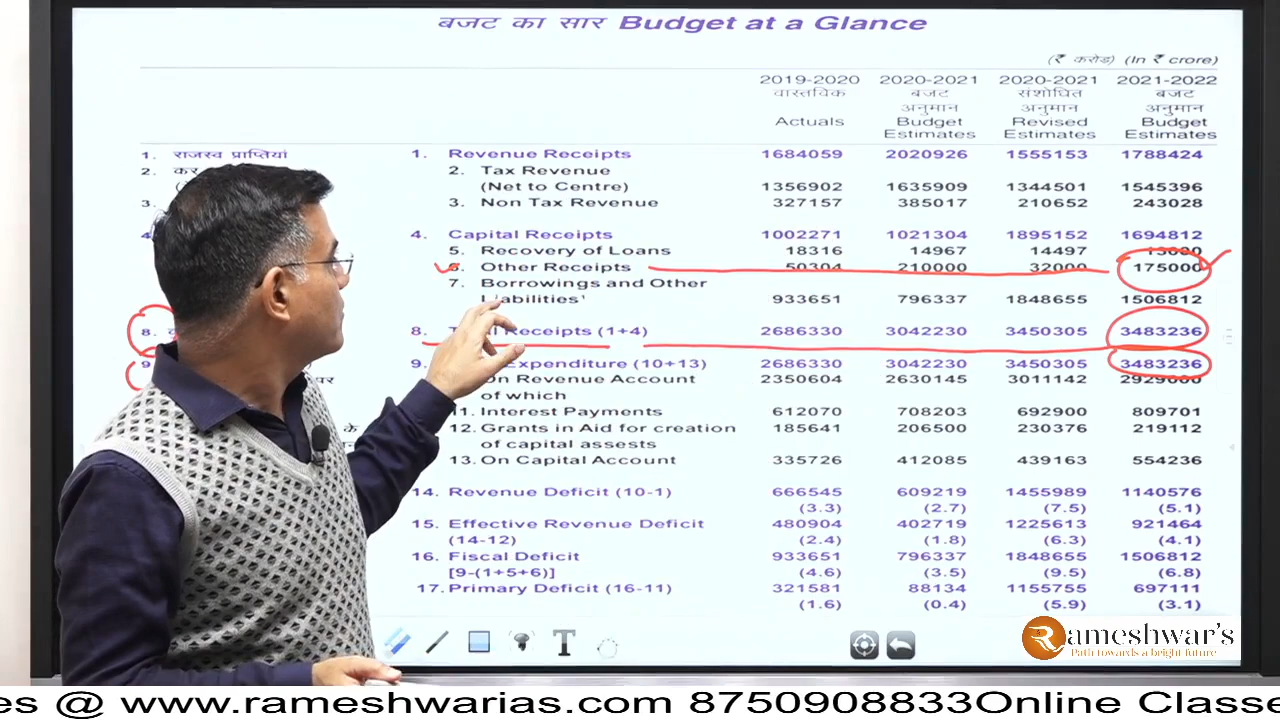 बजट का सार Budget at a Glance
(₹ करोड़) (In ₹ crore)
2019-2020 2020-2021 2020-2021 2021-2022
वास्तविक बजट संशोधित बजट
अनुमान अनुमान अनुमान
Actuals Budget Revised Budget
Estimates Estimates Estimates
1. राजस्व प्राप्तियां 1. Revenue Receipts 1684059 2020926 1555153 1788424
2. कर 2. Tax Revenue
(Net to Centre) 1356902 1635909 1344501 1545396
3. 3. Non Tax Revenue 327157 385017 210652 243028
4. Capital Receipts 1002271 1021304 1895152 1694812
5. Recovery of Loans 18316 14967 14497
Other Receipts 50304 210000 32000 175000
7. Borrowings and Other
Liabilities¹ 933651 796337 1848655 1506812
8. 8. Receipts (1+4) 2686330 3042230 3450305 3483236
9. 9. Expenditure (10+13) 2686330 3042230 3450305 3483236
On Revenue Account 2350604 2630145 3011142
of which
11. Interest Payments 612070 708203 692900 809701
के 12. Grants in Aid for creation 185641 206500 230376 219112
of capital assests
13. On Capital Account 335726 412085 439163 554236
14. Revenue Deficit (10-1) 666545 609219 1455989 1140576
(3.3) (2.7) (7.5) (5.1)
15. Effective Revenue Deficit 480904 402719 1225613 921464
(14-12) (2.4) (1.8) (6.3) (4.1)
16. Fiscal Deficit 933651 796337 1848655 1506812
[9-(1+5+6)] (4.6) (3.5) (9.5) (6.8)
17. Primary Deficit (16-11) 321581 88134 1155755 697111
(1.6) (0.4) (5.9) (3.1)
T
Rameshwar's
Path towards a bright future
es @ www.rameshwarias.com 8750908833Online Classe